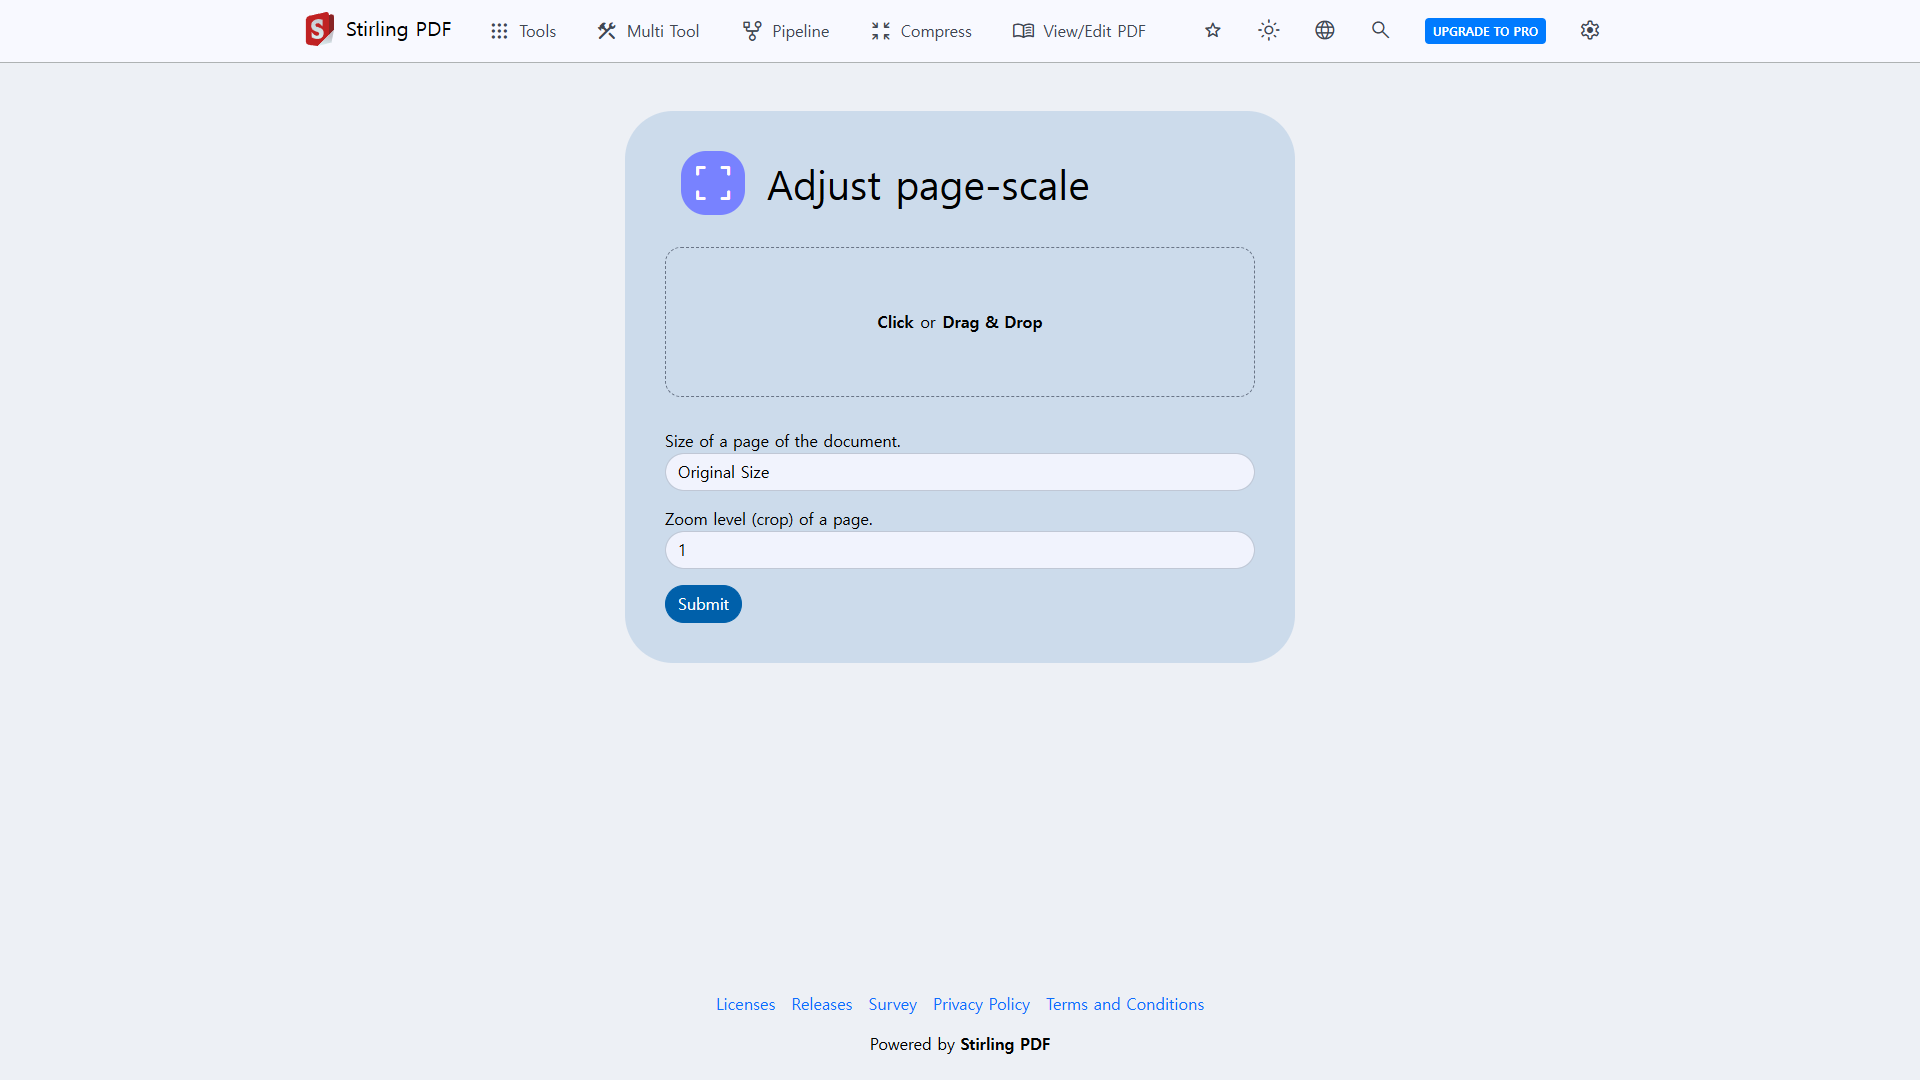 Stirling PDF Tools Multi Tool Pipeline Compress View/Edit PDF UPGRADE TO PRO
Adjust page-scale
Click or Drag & Drop
Size of a page of the document.
Original Size
Zoom level (crop) of a page.
1
Submit
Licenses Releases Survey Privacy Policy Terms and Conditions
Powered by Stirling PDF